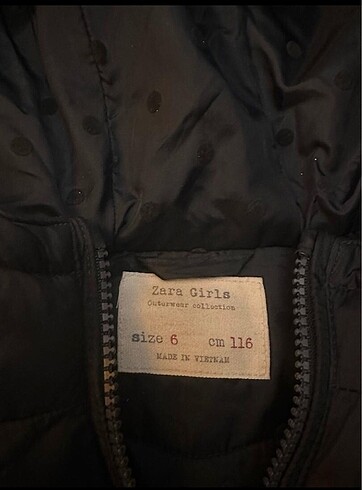 Zara Girls
Outerwear collection
size 6 cm 116
MADE IN VIETNAM